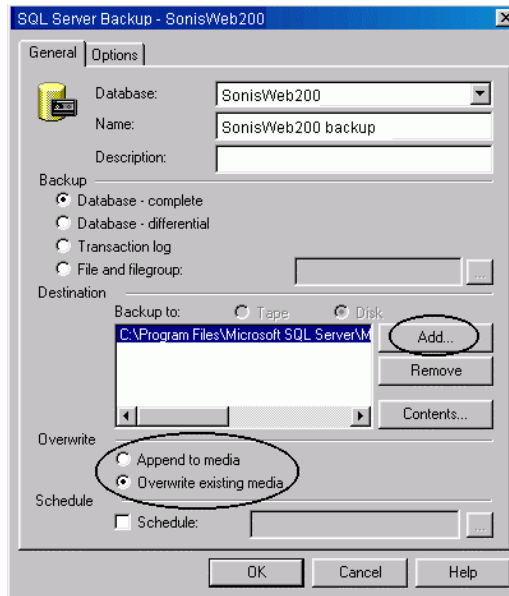 SQL Server Backup - SonisWeb200
General
Options
Database:
SonisWeb200
Name:
SonisWeb200 backup
Description:
Backup
Database - complete
Database - differential
Transaction log
File and filegroup:
...
Destination
Backup to:
Tape
Disk
C:\Program Files\Microsoft SQL Server\M
Add...
Remove
Contents...
Overwrite
Append to media
Overwrite existing media
Schedule
Schedule:
...
OK
Cancel
Help